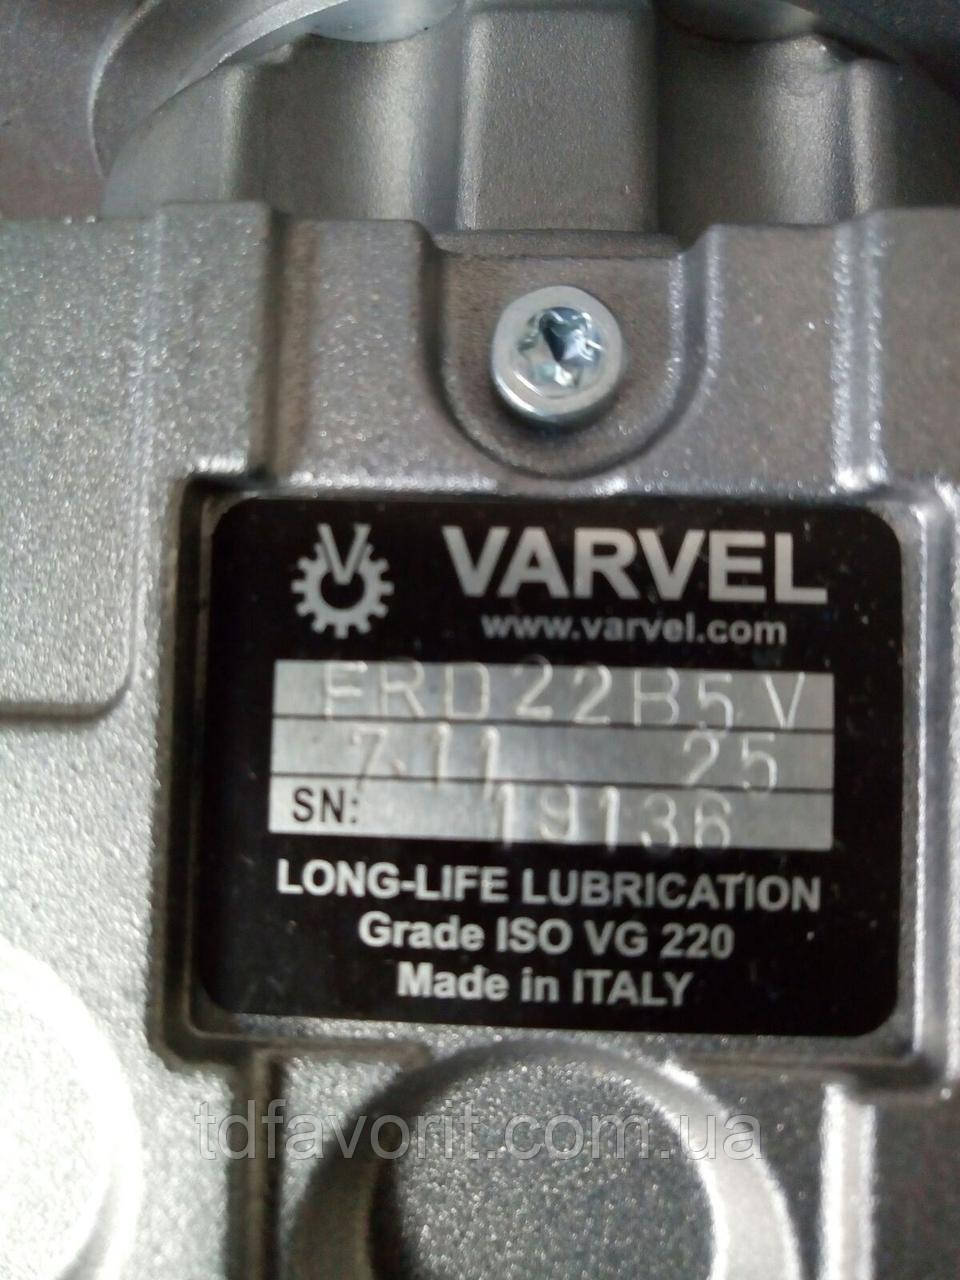 VARVEL
www.varvel.com
FRD22B5V
7.11 25
SN: 19136
LONG-LIFE LUBRICATION
Grade ISO VG 220
Made in ITALY
tdfavorit.com.ua